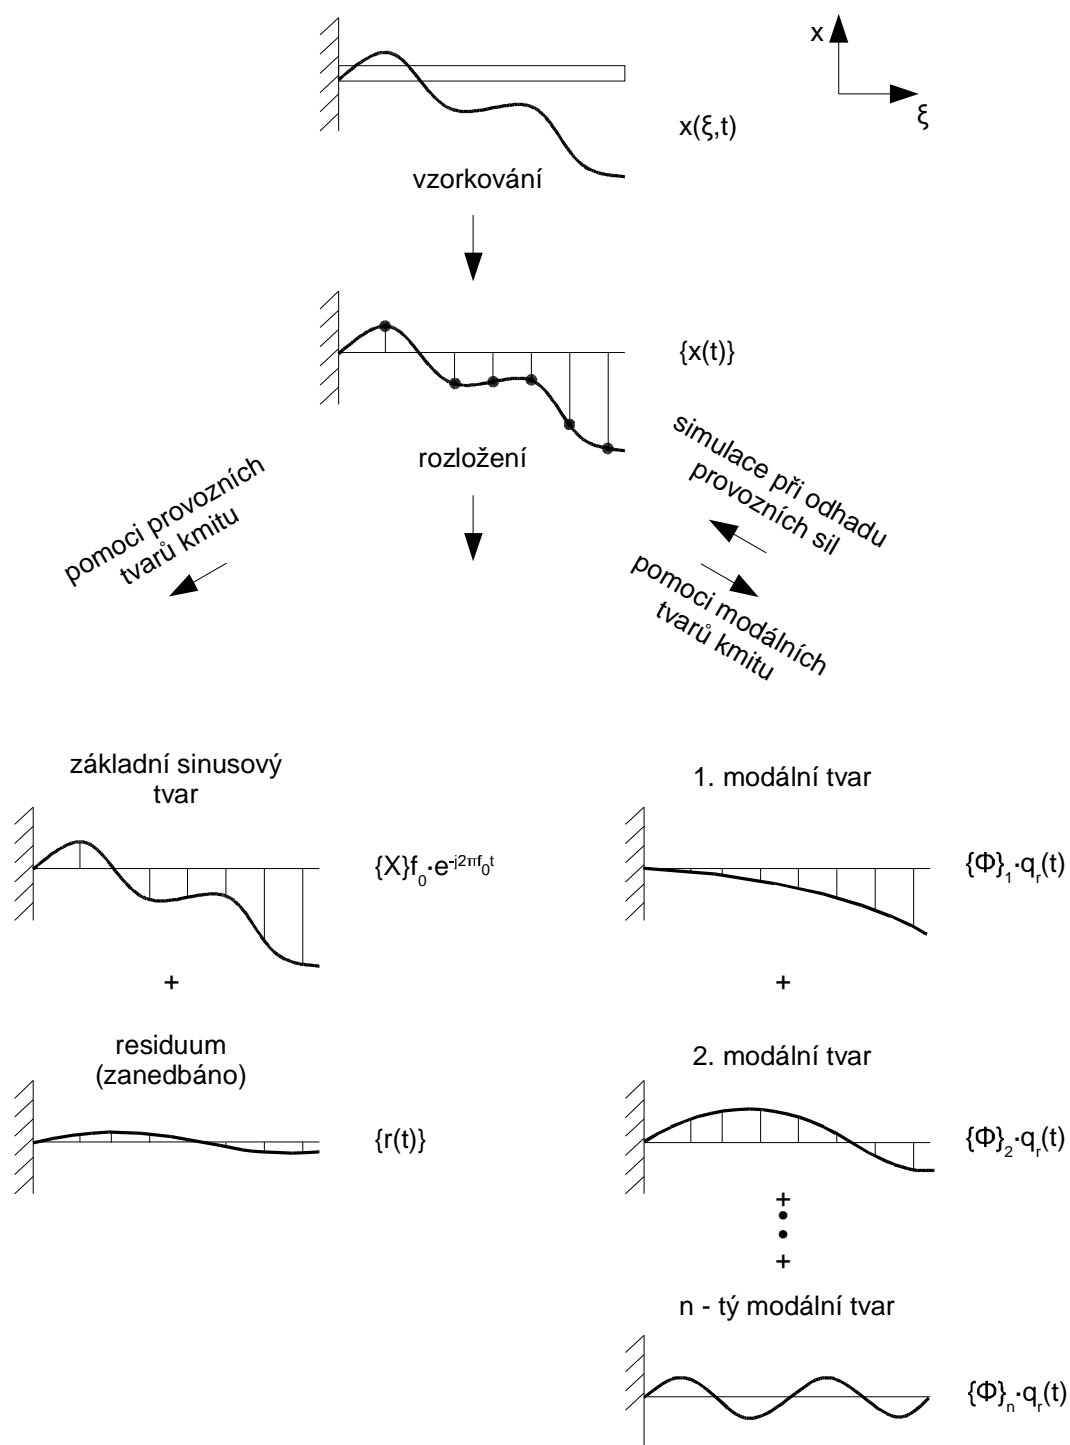 x
ξ
x(ξ,t)
vzorkování
{x(t)}
rozložení
simulace při odhadu
provozních sil
pomoci provozních
tvarů kmitu
pomoci modálních
tvarů kmitu
základní sinusový
tvar
{X}f₀·e^-j2πf₀t
+
residuum
(zanedbáno)
{r(t)}
1. modální tvar
{Φ}₁·qᵣ(t)
+
2. modální tvar
{Φ}₂·qᵣ(t)
+
+
n - tý modální tvar
{Φ}ₙ·qᵣ(t)